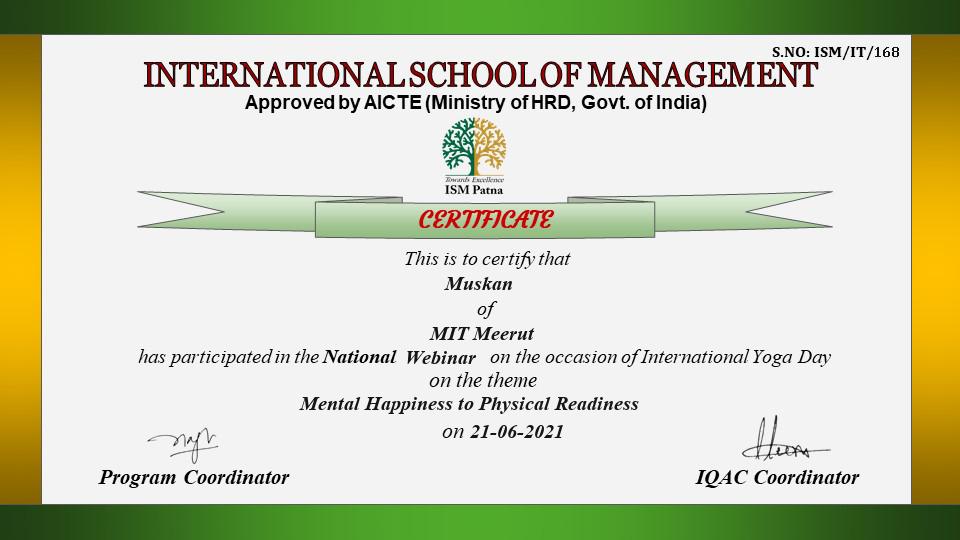 S.NO: ISM/IT/168
INTERNATIONAL SCHOOL OF MANAGEMENT
Approved by AICTE (Ministry of HRD, Govt. of India)
Towards Excellence
ISM Patna
CERTIFICATE
This is to certify that
Muskan
of
MIT Meerut
has participated in the National Webinar on the occasion of International Yoga Day
on the theme
Mental Happiness to Physical Readiness
on 21-06-2021
Program Coordinator
IQAC Coordinator